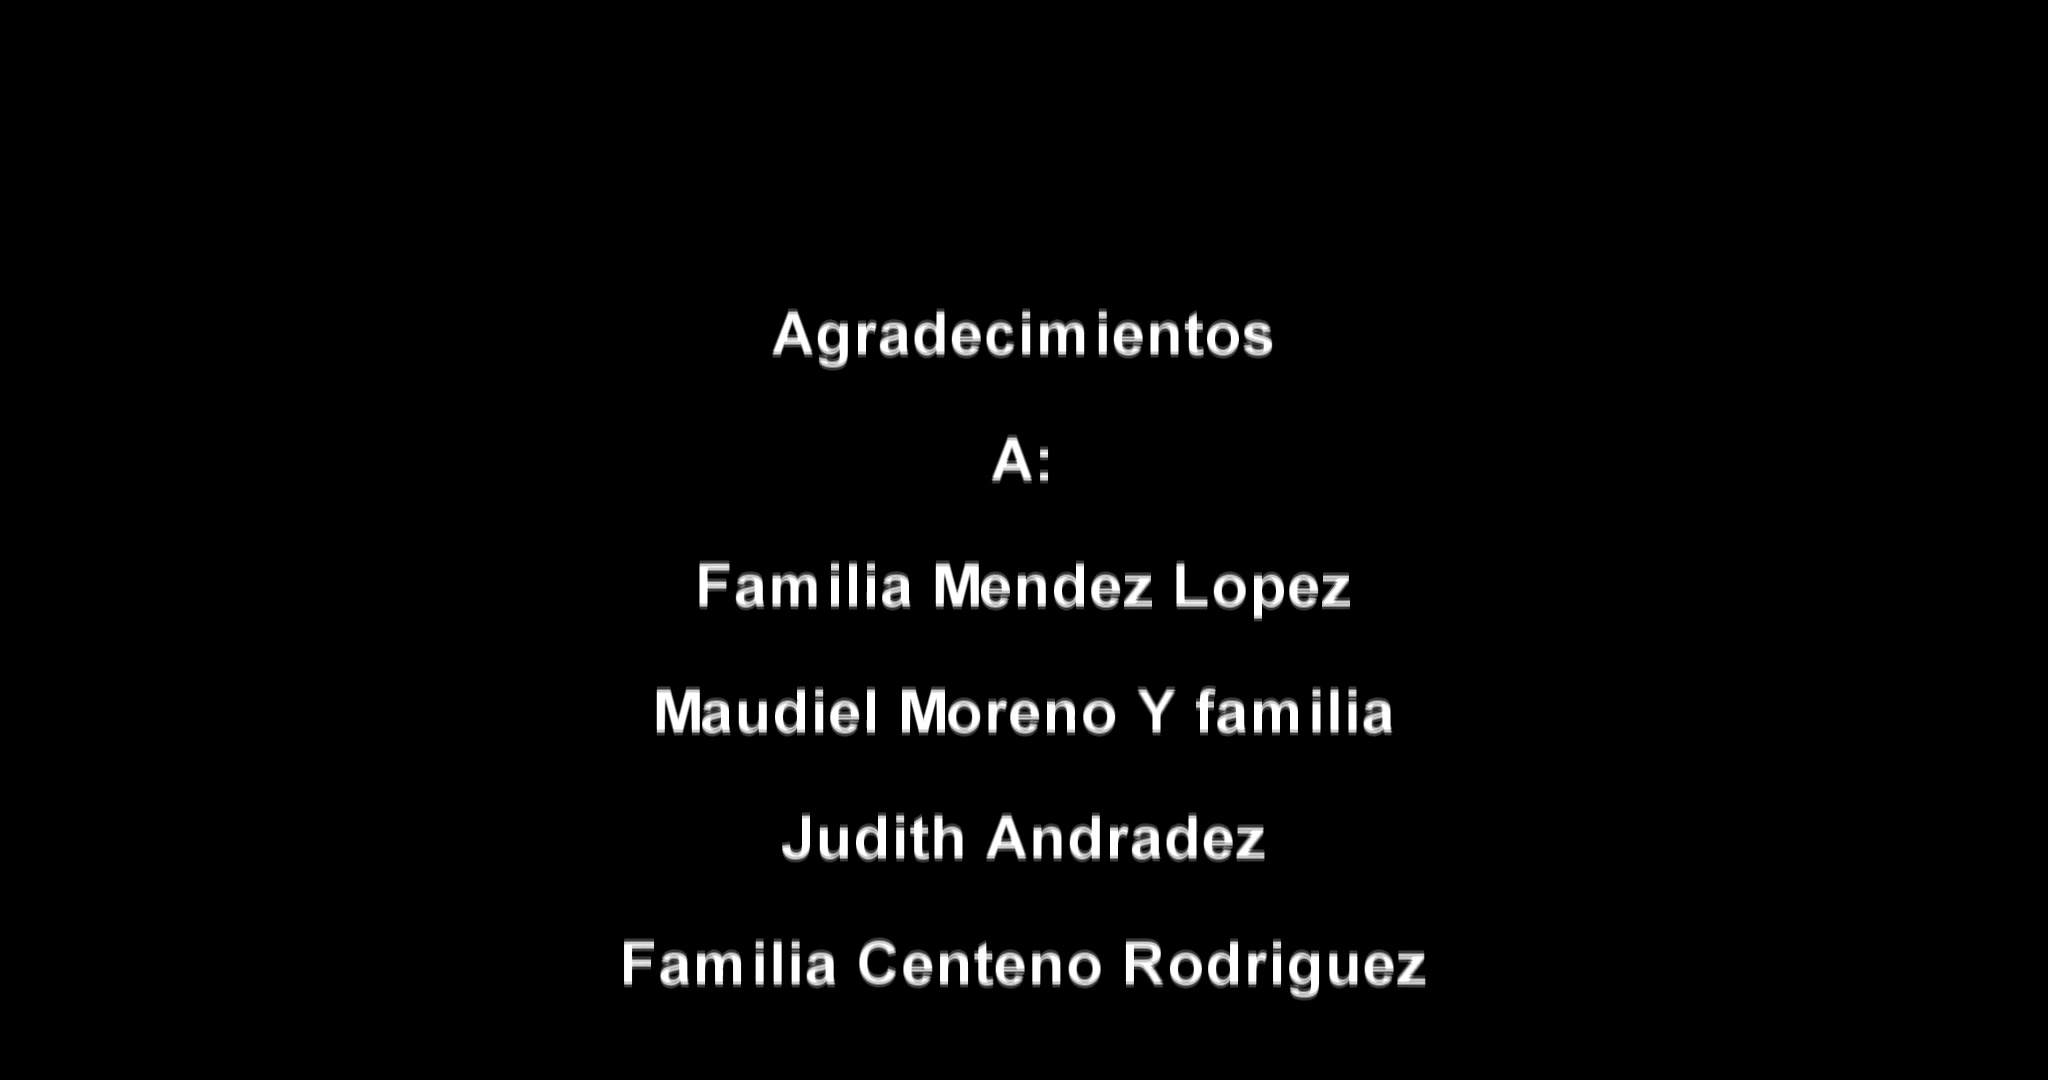 Agradecimientos
A:
Familia Mendez Lopez
Maudiel Moreno Y familia
Judith Andradez
Familia Centeno Rodriguez